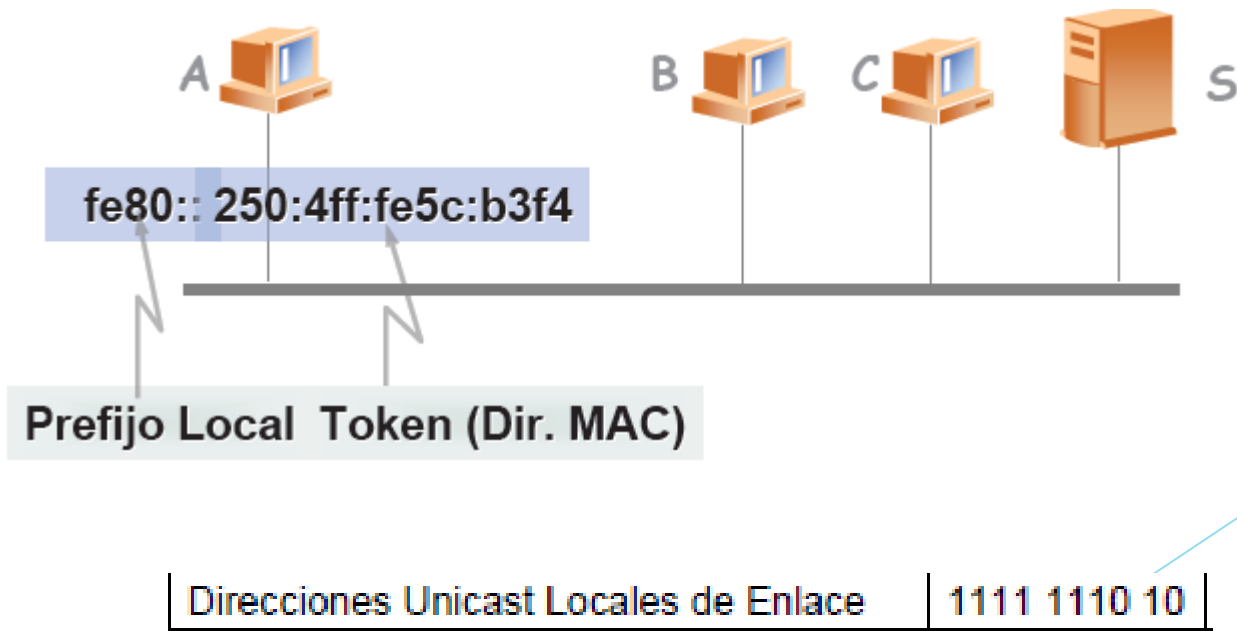 A
B
C
S
fe80:: 250:4ff:fe5c:b3f4
Prefijo Local Token (Dir. MAC)
Direcciones Unicast Locales de Enlace 1111 1110 10